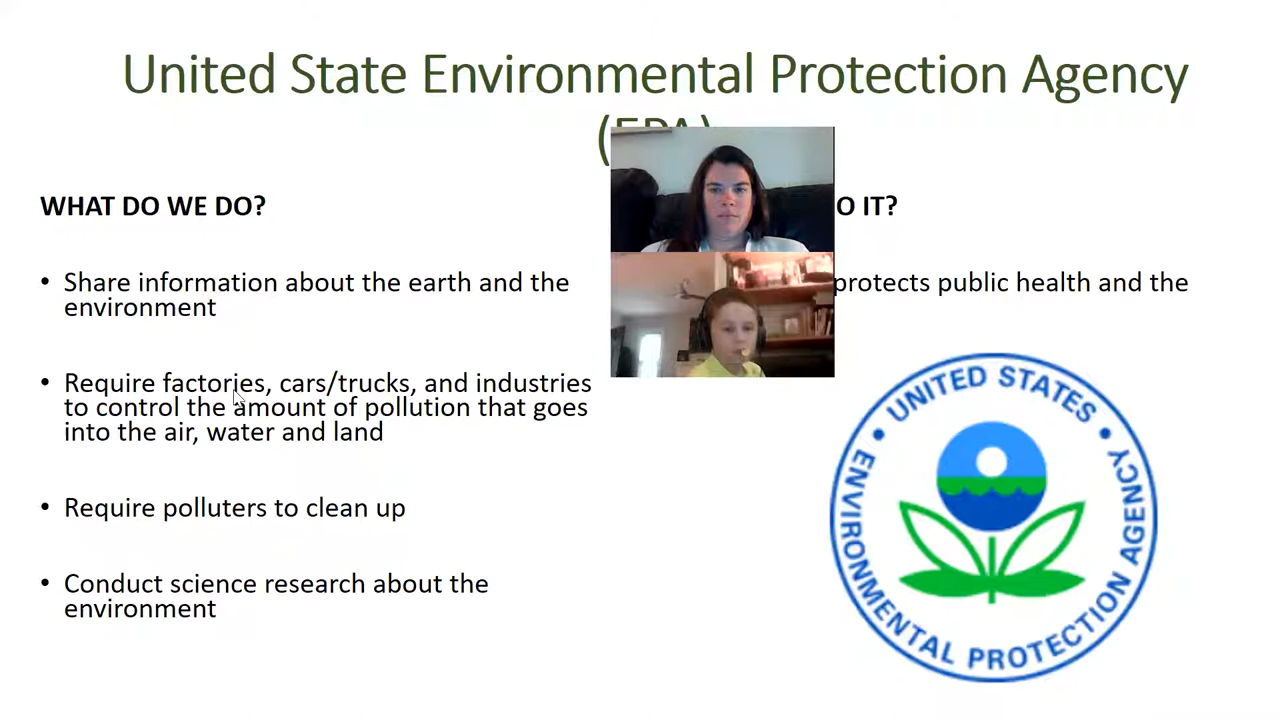 United State Environmental Protection Agency
(EPA)
WHAT DO WE DO?
• Share information about the earth and the
environment
• Require factories, cars/trucks, and industries
to control the amount of pollution that goes
into the air, water and land
• Require polluters to clean up
• Conduct science research about the
environment
O IT?
protects public health and the
UNITED STATES
ENVIRONMENTAL PROTECTION AGENCY